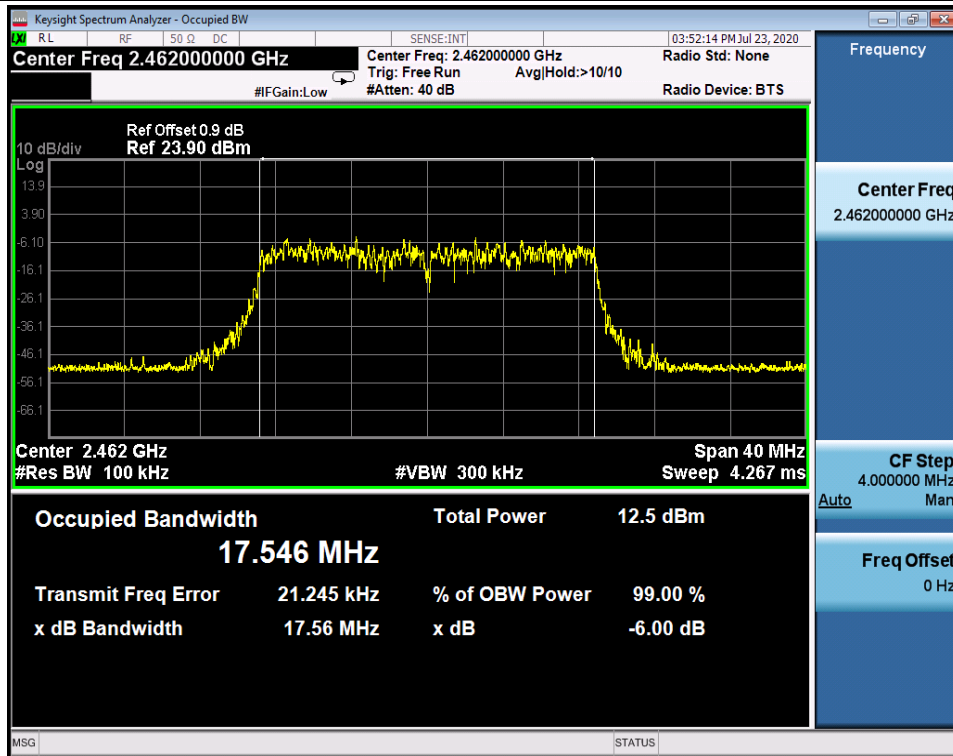 Keysight Spectrum Analyzer - Occupied BW
LXI RL RF 50 Ω DC SENSE:INT 03:52:14 PM Jul 23, 2020
Center Freq 2.462000000 GHz
Center Freq: 2.462000000 GHz Radio Std: None
Trig: Free Run Avg|Hold:>10/10
#IFGain:Low #Atten: 40 dB Radio Device: BTS
Frequency
Ref Offset 0.9 dB
10 dB/div Ref 23.90 dBm
Log
13.9
3.90
-6.10
-16.1
-26.1
-36.1
-46.1
-56.1
-66.1
Center 2.462 GHz Span 40 MHz
#Res BW 100 kHz #VBW 300 kHz Sweep 4.267 ms
Center Freq
2.462000000 GHz
CF Step
4.000000 MHz
Auto Man
Freq Offset
0 Hz
Occupied Bandwidth Total Power 12.5 dBm
17.546 MHz
Transmit Freq Error 21.245 kHz % of OBW Power 99.00 %
x dB Bandwidth 17.56 MHz x dB -6.00 dB
MSG STATUS